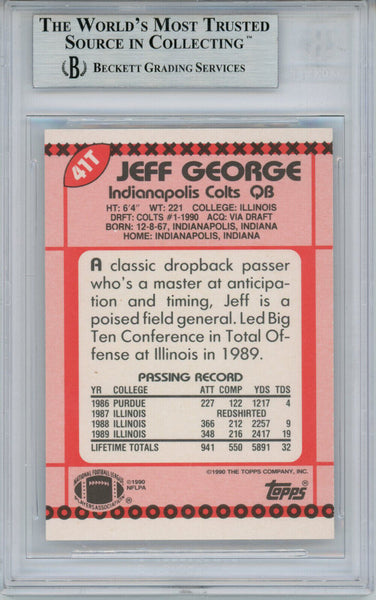 THE WORLD'S MOST TRUSTED
SOURCE IN COLLECTING™
B BECKETT GRADING SERVICES
41T
JEFF GEORGE
Indianapolis Colts QB
HT: 6'4" WT: 221 COLLEGE: ILLINOIS
DRFT: COLTS #1-1990 ACQ: VIA DRAFT
BORN: 12-8-67, INDIANAPOLIS, INDIANA
HOME: INDIANAPOLIS, INDIANA
A classic dropback passer
who's a master at anticipa-
tion and timing, Jeff is a
poised field general. Led Big
Ten Conference in Total Of-
fense at Illinois in 1989.
PASSING RECORD
YR COLLEGE ATT COMP YDS TDS
1986 PURDUE 227 122 1217 4
1987 ILLINOIS REDSHIRTED
1988 ILLINOIS 366 212 2257 9
1989 ILLINOIS 348 216 2417 19
LIFETIME TOTALS 941 550 5891 32
©1990 THE TOPPS COMPANY, INC.
NATIONAL FOOTBALL LEAGUE
PLAYERS ASSOCIATION
©1990
NFLPA
topps